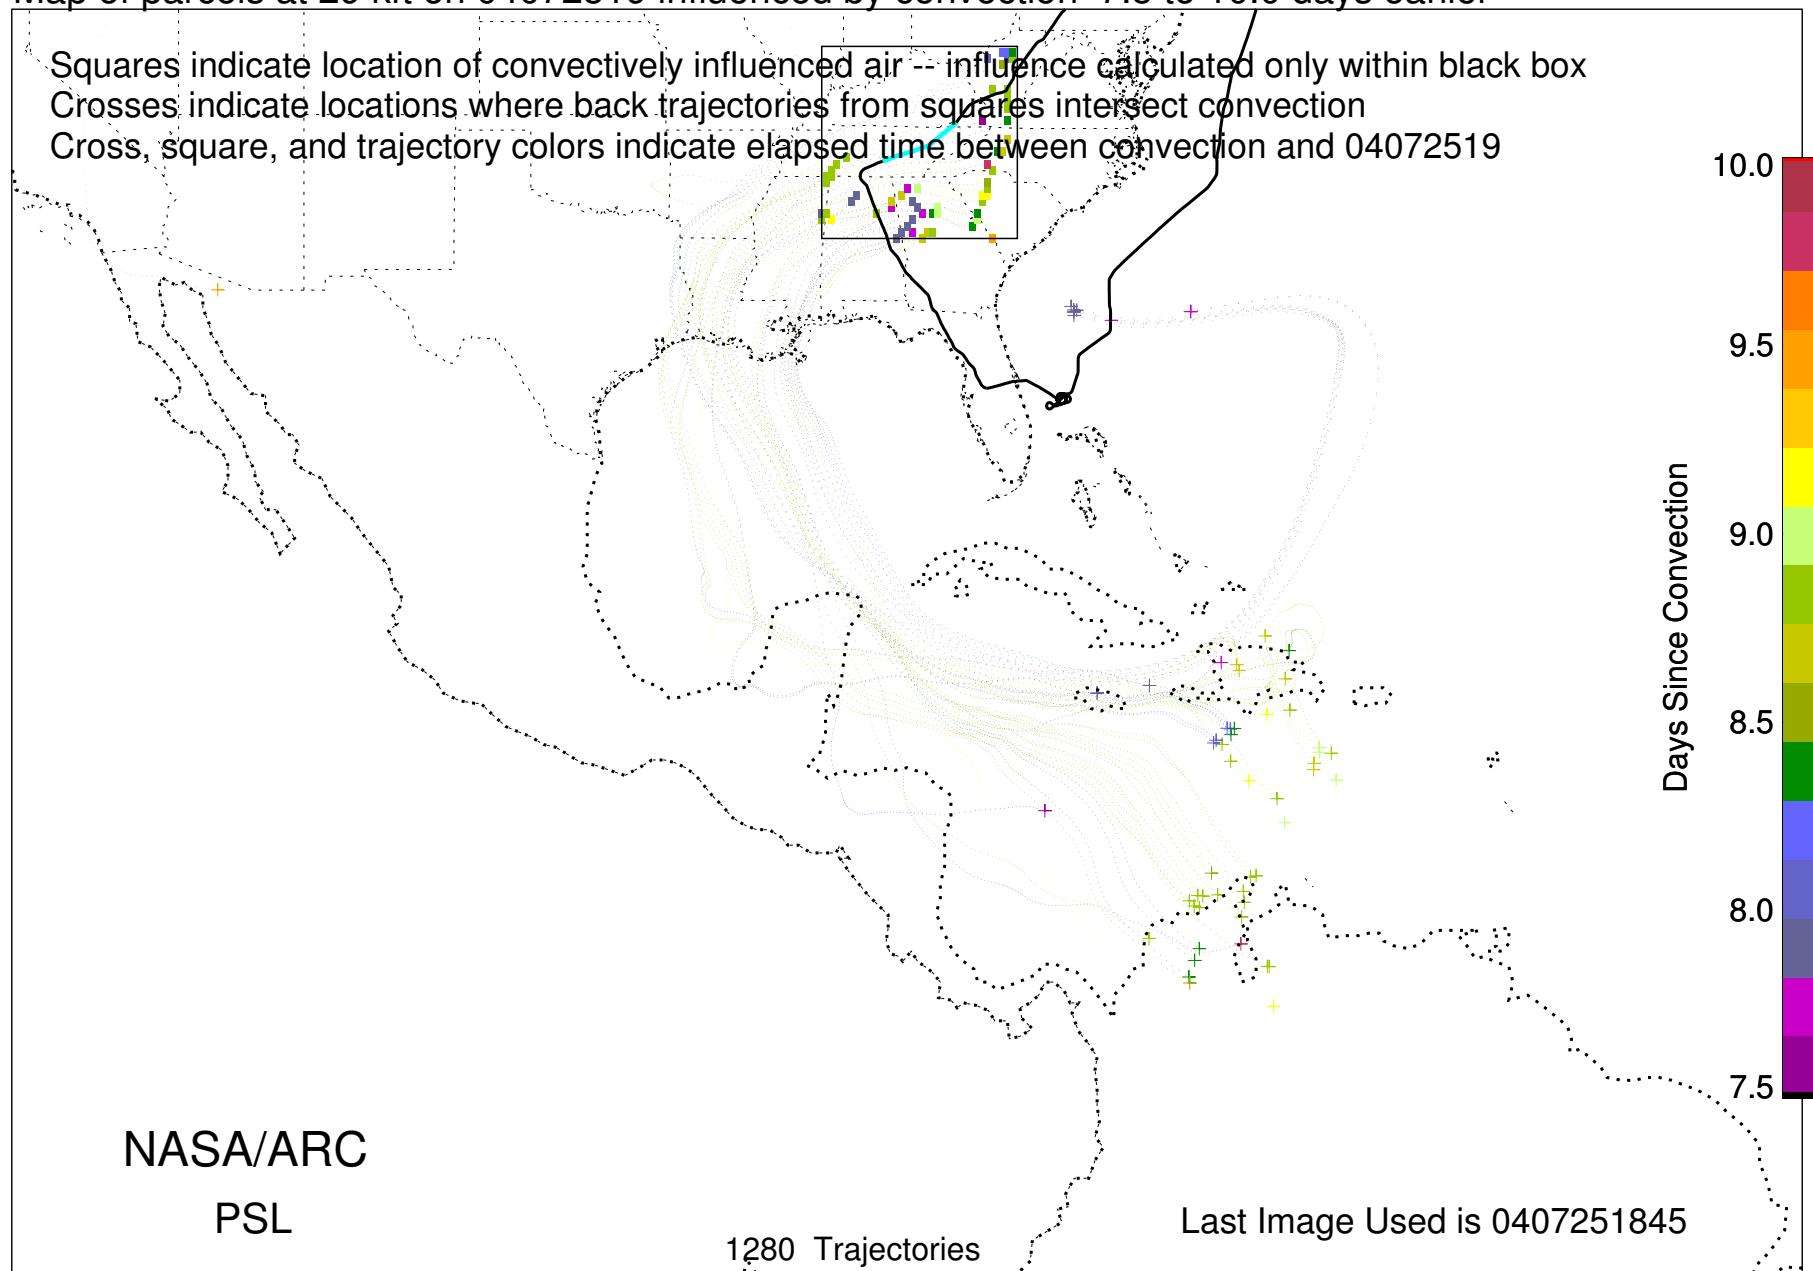 Squares indicate location of convectively influenced air -- influence calculated only within black box
Crosses indicate locations where back trajectories from squares intersect convection
Cross, square, and trajectory colors indicate elapsed time between convection and 04072519
10.0
9.5
9.0
8.5
8.0
7.5
Days Since Convection
NASA/ARC
PSL
1280 Trajectories
Last Image Used is 0407251845